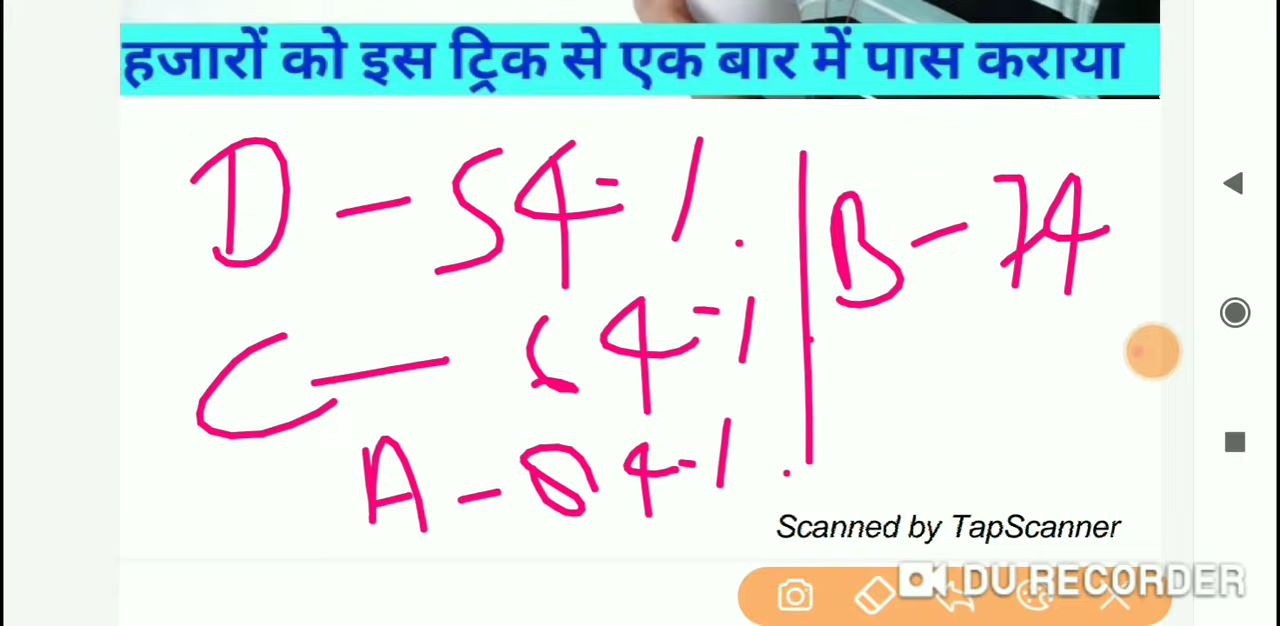 हजारों को इस ट्रिक से एक बार में पास कराया
D - 54% | B - 74
C - 64%
A - 84%.
Scanned by TapScanner
DU RECORDER